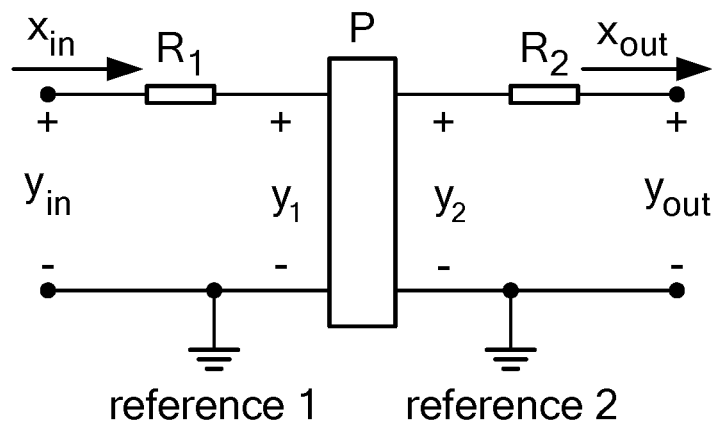 x_in R_1 P R_2 x_out
+ + + +
y_in y_1 y_2 y_out
- - - -
reference 1 reference 2